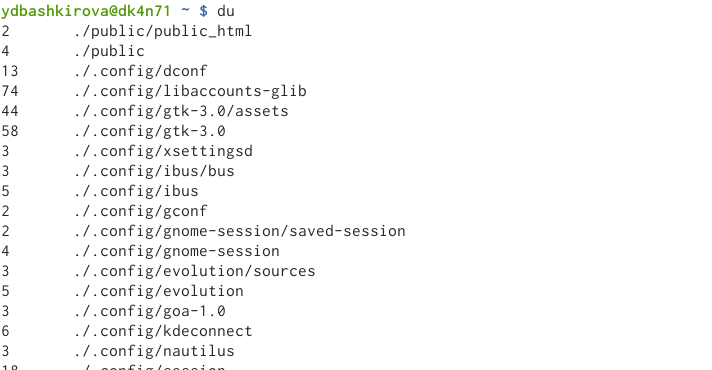 ydbashkirova@dk4n71 ~ $ du
2	./public/public_html
4	./public
13	./.config/dconf
74	./.config/libaccounts-glib
44	./.config/gtk-3.0/assets
58	./.config/gtk-3.0
3	./.config/xsettingsd
3	./.config/ibus/bus
5	./.config/ibus
2	./.config/gconf
2	./.config/gnome-session/saved-session
4	./.config/gnome-session
3	./.config/evolution/sources
5	./.config/evolution
3	./.config/goa-1.0
6	./.config/kdeconnect
3	./.config/nautilus
18	./.config/session